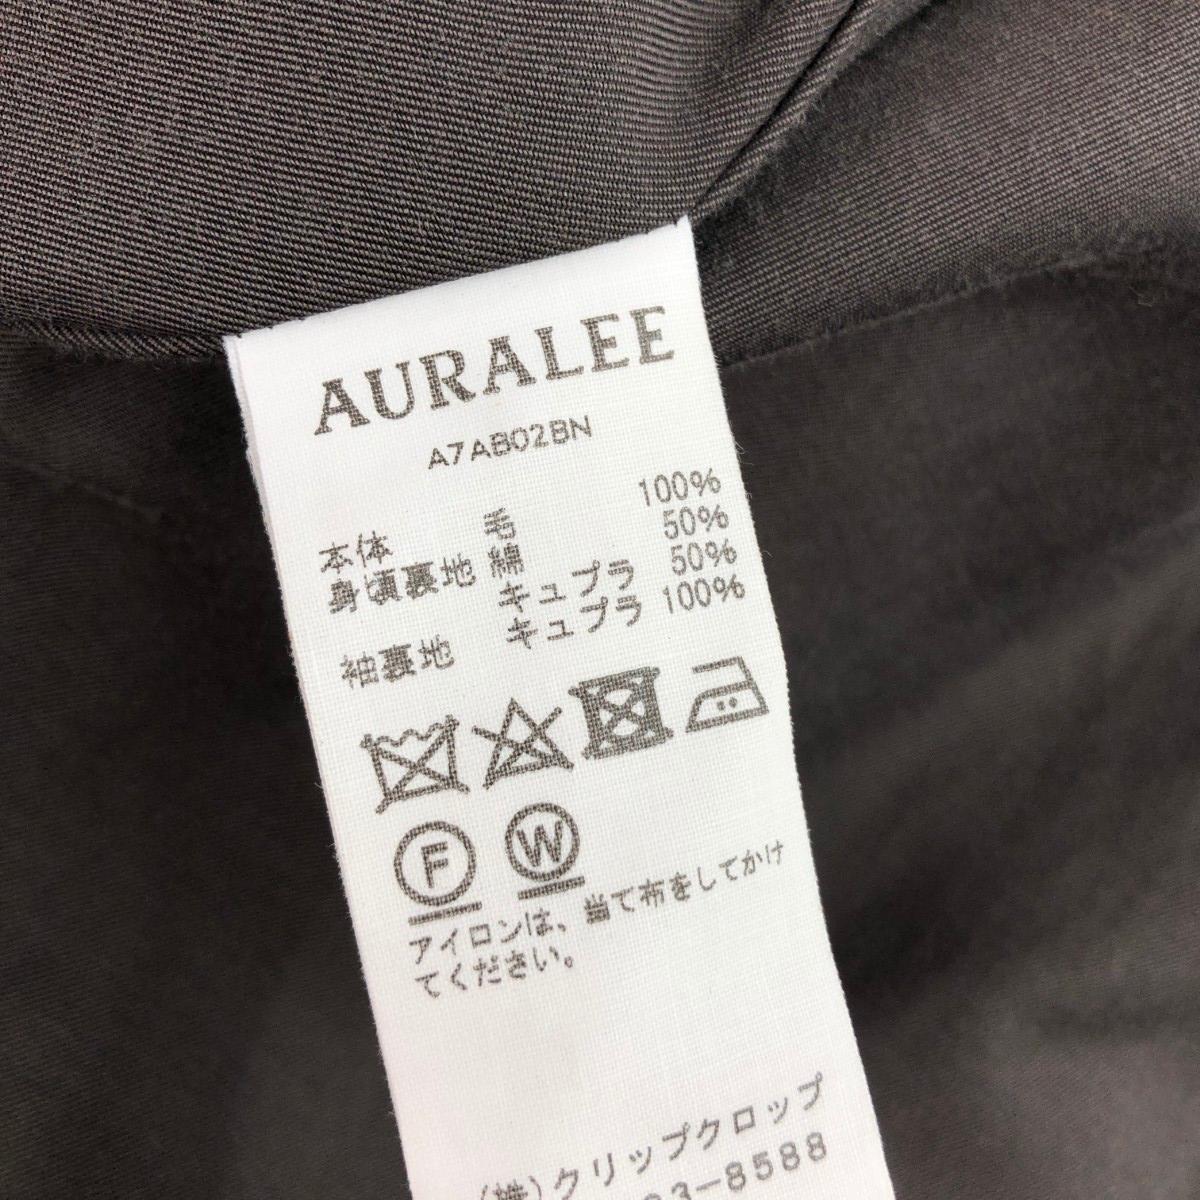 AURALEE
A7AB02BN
本体 毛 100%
身頃裏地 綿 50%
キュプラ 50%
袖裏地 キュプラ 100%
F W
アイロンは、当て布をしてかけ
てください。
(株)クリップクロップ
03-8588